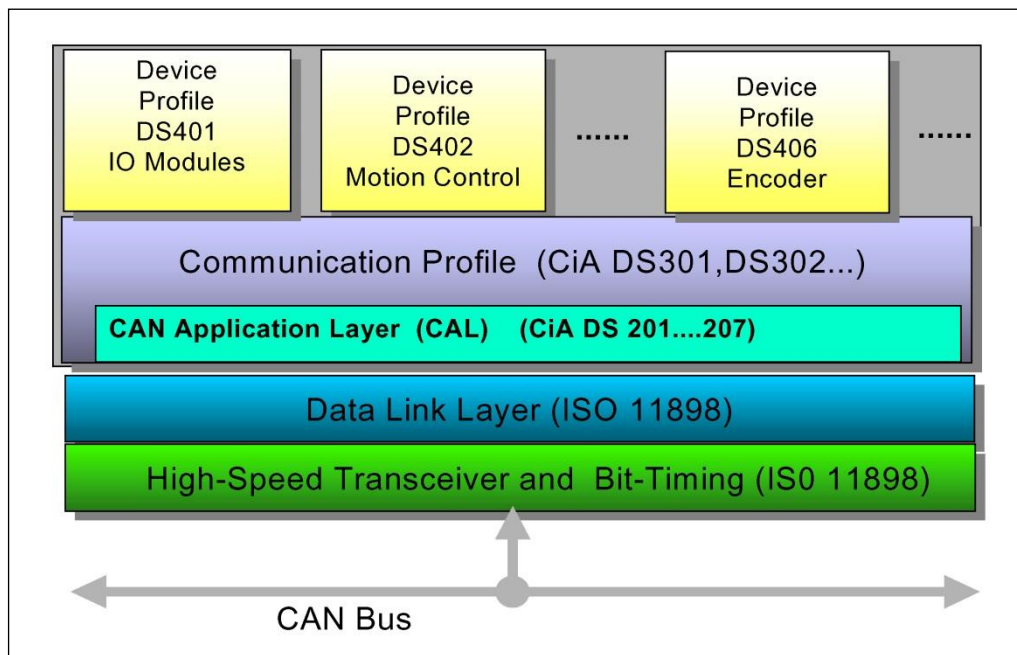 Device
Profile
DS401
IO Modules
Device
Profile
DS402
Motion Control
......
Device
Profile
DS406
Encoder
......
Communication Profile (CiA DS301,DS302...)
CAN Application Layer (CAL) (CiA DS 201....207)
Data Link Layer (ISO 11898)
High-Speed Transceiver and Bit-Timing (IS0 11898)
CAN Bus